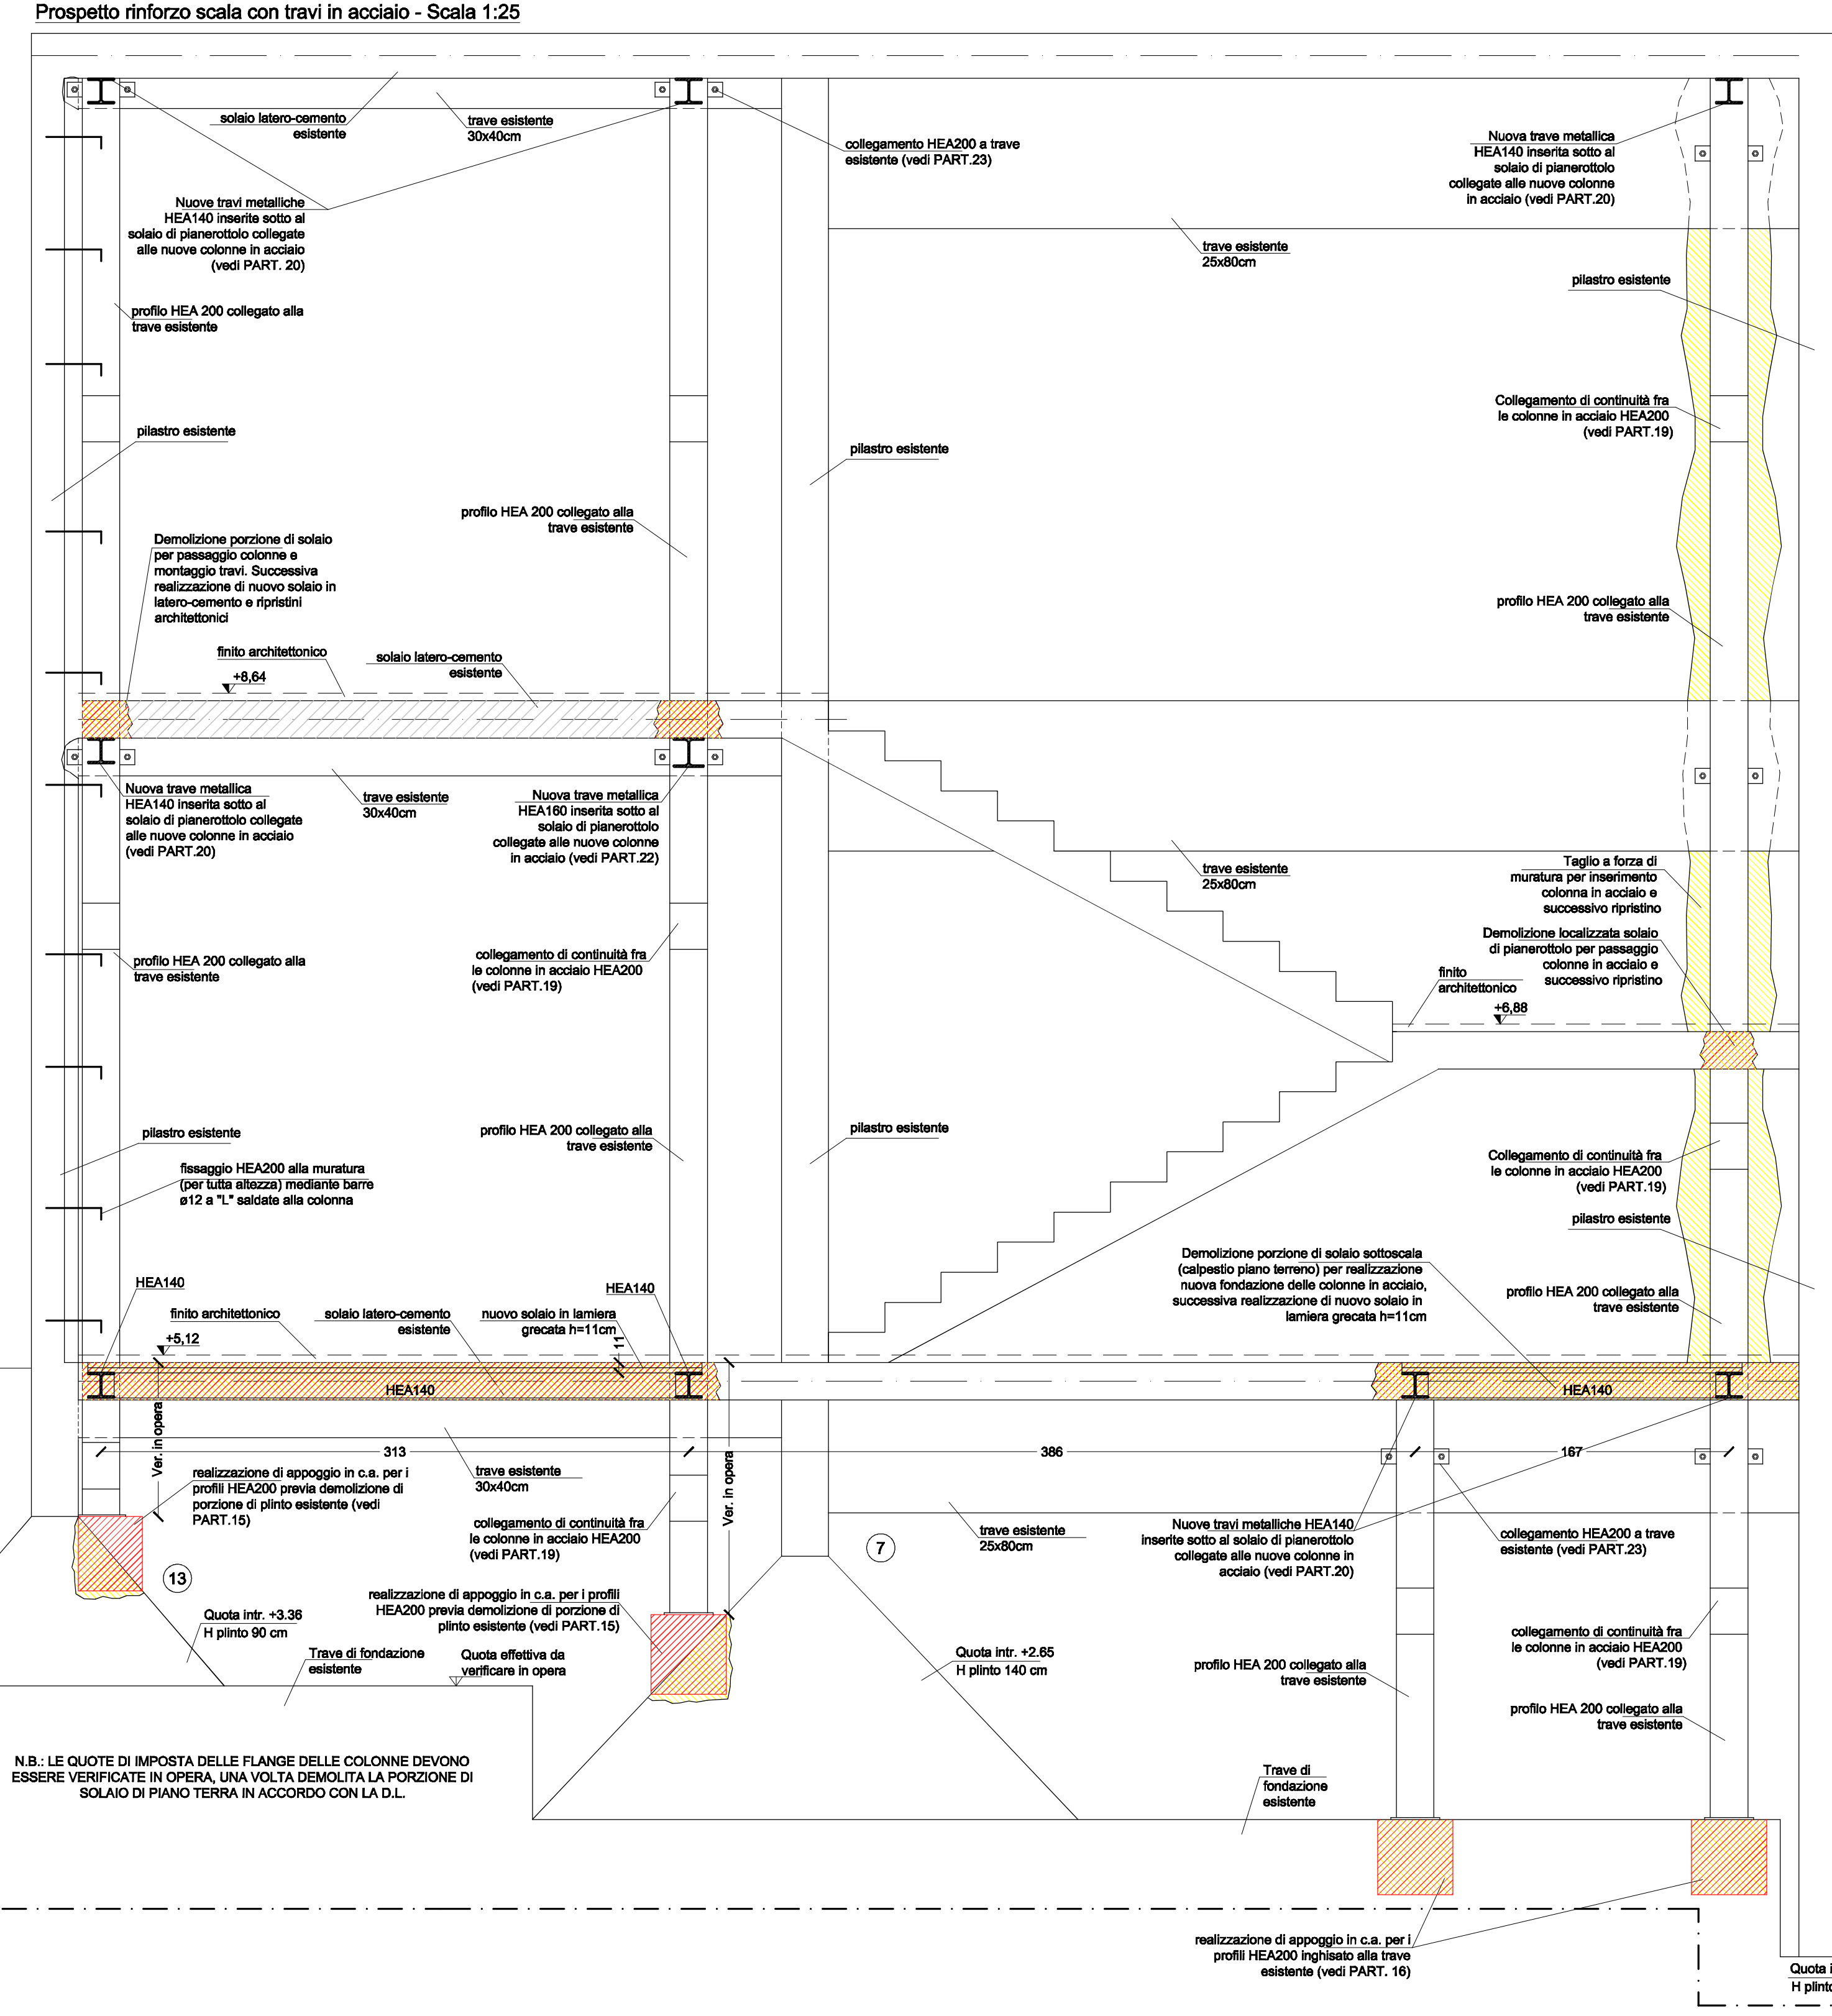 Prospetto rinforzo scala con travi in acciaio - Scala 1:25
solaio latero-cemento
esistente
trave esistente
30x40cm
collegamento HEA200 a trave
esistente (vedi PART.23)
Nuova trave metallica
HEA140 inserita sotto al
solaio di pianerottolo
collegate alle nuove colonne
in acciaio (vedi PART.20)
Nuove travi metalliche
HEA140 inserite sotto al
solaio di pianerottolo collegate
alle nuove colonne in acciaio
(vedi PART. 20)
trave esistente
25x80cm
pilastro esistente
profilo HEA 200 collegato alla
trave esistente
Collegamento di continuità fra
le colonne in acciaio HEA200
(vedi PART.19)
pilastro esistente
pilastro esistente
profilo HEA 200 collegato alla
trave esistente
Demolizione porzione di solaio
per passaggio colonne e
montaggio travi. Successiva
realizzazione di nuovo solaio in
latero-cemento e ripristini
architettonici
profilo HEA 200 collegato alla
trave esistente
finito architettonico
solaio latero-cemento
esistente
+8,64
Nuova trave metallica
HEA140 inserita sotto al
solaio di pianerottolo collegate
alle nuove colonne in acciaio
(vedi PART.20)
trave esistente
30x40cm
Nuova trave metallica
HEA160 inserita sotto al
solaio di pianerottolo
collegate alle nuove colonne
in acciaio (vedi PART.22)
trave esistente
25x80cm
Taglio a forza di
muratura per inserimento
colonna in acciaio e
successivo ripristino
Demolizione localizzata solaio
di pianerottolo per passaggio
colonne in acciaio e
successivo ripristino
profilo HEA 200 collegato alla
trave esistente
collegamento di continuità fra
le colonne in acciaio HEA200
(vedi PART.19)
finito
architettonico
+6,88
pilastro esistente
profilo HEA 200 collegato alla
trave esistente
pilastro esistente
Collegamento di continuità fra
le colonne in acciaio HEA200
(vedi PART.19)
fissaggio HEA200 alla muratura
(per tutta altezza) mediante barre
ø12 a "L" saldate alla colonna
pilastro esistente
Demolizione porzione di solaio sottoscala
(calpestio piano terreno) per realizzazione
nuova fondazione delle colonne in acciaio,
successiva realizzazione di nuovo solaio in
lamiera grecata h=11cm
profilo HEA 200 collegato alla
trave esistente
HEA140
HEA140
finito architettonico
solaio latero-cemento
esistente
nuovo solaio in lamiera
grecata h=11cm
11
+5,12
HEA140
HEA140
Ver. in opera
313
Ver. in opera
386
167
realizzazione di appoggio in c.a. per i
profili HEA200 previa demolizione di
porzione di plinto esistente (vedi
PART.15)
trave esistente
30x40cm
collegamento di continuità fra
le colonne in acciaio HEA200
(vedi PART.19)
7
trave esistente
25x80cm
Nuove travi metalliche HEA140
inserite sotto al solaio di pianerottolo
collegate alle nuove colonne in
acciaio (vedi PART.20)
collegamento HEA200 a trave
esistente (vedi PART.23)
13
realizzazione di appoggio in c.a. per i profili
HEA200 previa demolizione di porzione di
plinto esistente (vedi PART.15)
Quota intr. +3.36
H plinto 90 cm
Trave di fondazione
esistente
Quota effettiva da
verificare in opera
Quota intr. +2.65
H plinto 140 cm
collegamento di continuità fra
le colonne in acciaio HEA200
(vedi PART.19)
profilo HEA 200 collegato alla
trave esistente
profilo HEA 200 collegato alla
trave esistente
N.B.: LE QUOTE DI IMPOSTA DELLE FLANGE DELLE COLONNE DEVONO
ESSERE VERIFICATE IN OPERA, UNA VOLTA DEMOLITA LA PORZIONE DI
SOLAIO DI PIANO TERRA IN ACCORDO CON LA D.L.
Trave di
fondazione
esistente
realizzazione di appoggio in c.a. per i
profili HEA200 inghisato alla trave
esistente (vedi PART. 16)
Quota
H